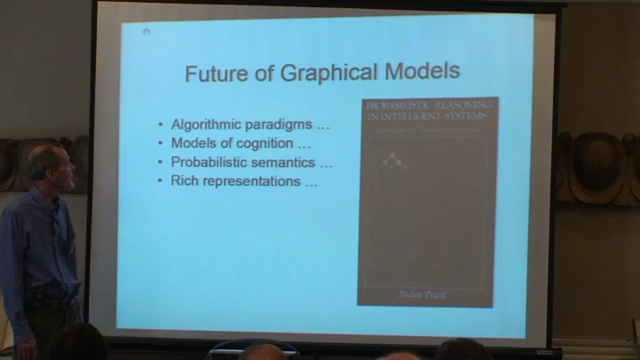 Future of Graphical Models
• Algorithmic paradigms …
• Models of cognition …
• Probabilistic semantics …
• Rich representations …
PROBABILISTIC REASONING
IN INTELLIGENT SYSTEMS
Judea Pearl